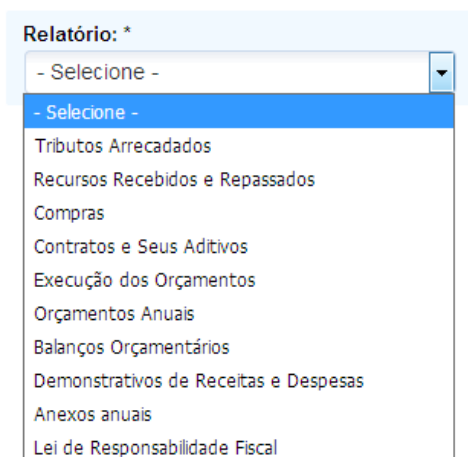 Relatório: *
- Selecione -
- Selecione -
Tributos Arrecadados
Recursos Recebidos e Repassados
Compras
Contratos e Seus Aditivos
Execução dos Orçamentos
Orçamentos Anuais
Balanços Orçamentários
Demonstrativos de Receitas e Despesas
Anexos anuais
Lei de Responsabilidade Fiscal